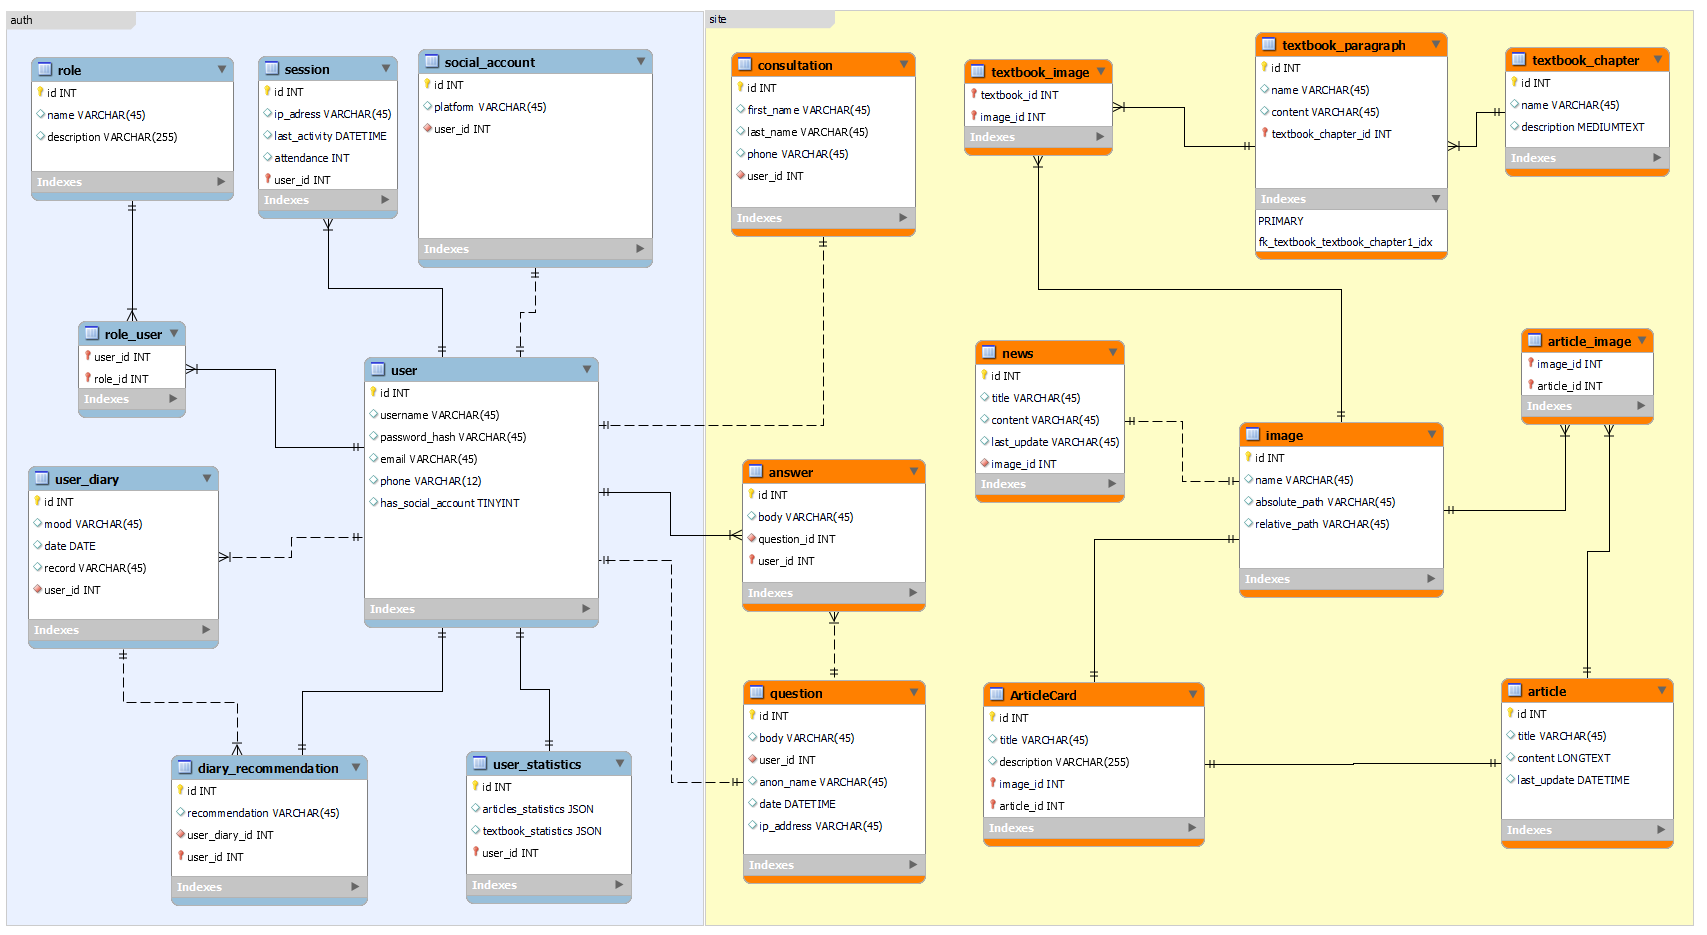 auth
role
id INT
name VARCHAR(45)
description VARCHAR(255)
Indexes
session
id INT
ip_adress VARCHAR(45)
last_activity DATETIME
attendance INT
user_id INT
Indexes
social_account
id INT
platform VARCHAR(45)
user_id INT
Indexes
role_user
user_id INT
role_id INT
Indexes
user
id INT
username VARCHAR(45)
password_hash VARCHAR(45)
email VARCHAR(45)
phone VARCHAR(12)
has_social_account TINYINT
Indexes
user_diary
id INT
mood VARCHAR(45)
date DATE
record VARCHAR(45)
user_id INT
Indexes
diary_recommendation
id INT
recommendation VARCHAR(45)
user_diary_id INT
user_id INT
Indexes
user_statistics
id INT
articles_statistics JSON
textbook_statistics JSON
user_id INT
Indexes
site
consultation
id INT
first_name VARCHAR(45)
last_name VARCHAR(45)
phone VARCHAR(45)
user_id INT
Indexes
textbook_image
textbook_id INT
image_id INT
Indexes
textbook_paragraph
id INT
name VARCHAR(45)
content VARCHAR(45)
textbook_chapter_id INT
Indexes
PRIMARY
fk_textbook_textbook_chapter1_idx
textbook_chapter
id INT
name VARCHAR(45)
description MEDIUMTEXT
Indexes
news
id INT
title VARCHAR(45)
content VARCHAR(45)
last_update VARCHAR(45)
image_id INT
Indexes
article_image
image_id INT
article_id INT
Indexes
image
id INT
name VARCHAR(45)
absolute_path VARCHAR(45)
relative_path VARCHAR(45)
Indexes
answer
id INT
body VARCHAR(45)
question_id INT
user_id INT
Indexes
question
id INT
body VARCHAR(45)
user_id INT
anon_name VARCHAR(45)
date DATETIME
ip_address VARCHAR(45)
Indexes
ArticleCard
id INT
title VARCHAR(45)
description VARCHAR(255)
image_id INT
article_id INT
Indexes
article
id INT
title VARCHAR(45)
content LONGTEXT
last_update DATETIME
Indexes